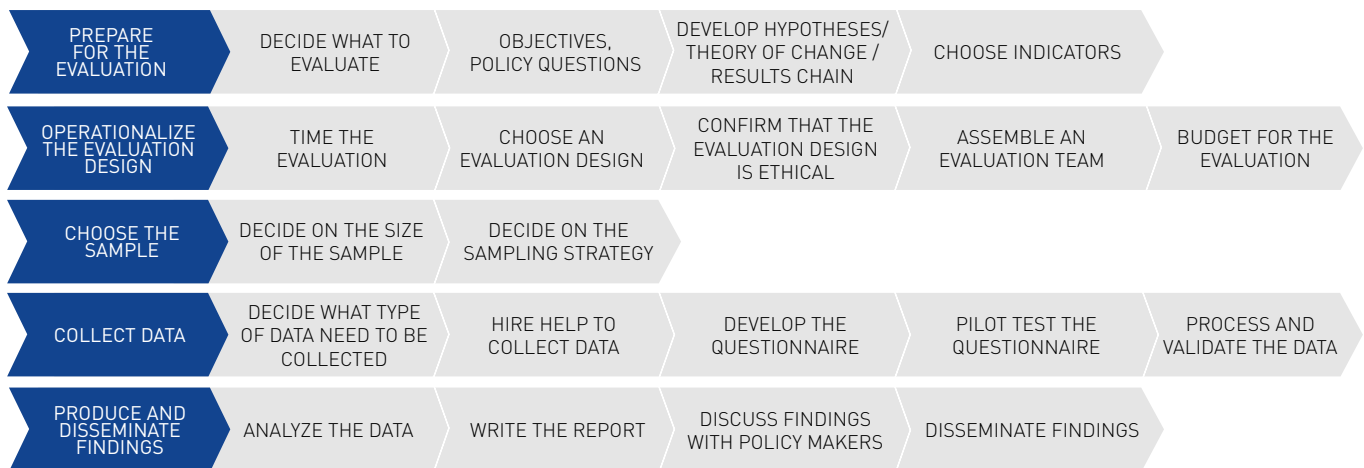 PREPARE
FOR THE
EVALUATION
DECIDE WHAT TO
EVALUATE
OBJECTIVES,
POLICY QUESTIONS
DEVELOP HYPOTHESES/
THEORY OF CHANGE /
RESULTS CHAIN
CHOOSE INDICATORS
OPERATIONALIZE
THE EVALUATION
DESIGN
TIME THE
EVALUATION
CHOOSE AN
EVALUATION DESIGN
CONFIRM THAT THE
EVALUATION DESIGN
IS ETHICAL
ASSEMBLE AN
EVALUATION TEAM
BUDGET FOR THE
EVALUATION
CHOOSE THE
SAMPLE
DECIDE ON THE SIZE
OF THE SAMPLE
DECIDE ON THE
SAMPLING STRATEGY
COLLECT DATA
DECIDE WHAT TYPE
OF DATA NEED TO BE
COLLECTED
HIRE HELP TO
COLLECT DATA
DEVELOP THE
QUESTIONNAIRE
PILOT TEST THE
QUESTIONNAIRE
PROCESS AND
VALIDATE THE DATA
PRODUCE AND
DISSEMINATE
FINDINGS
ANALYZE THE DATA
WRITE THE REPORT
DISCUSS FINDINGS
WITH POLICY MAKERS
DISSEMINATE FINDINGS